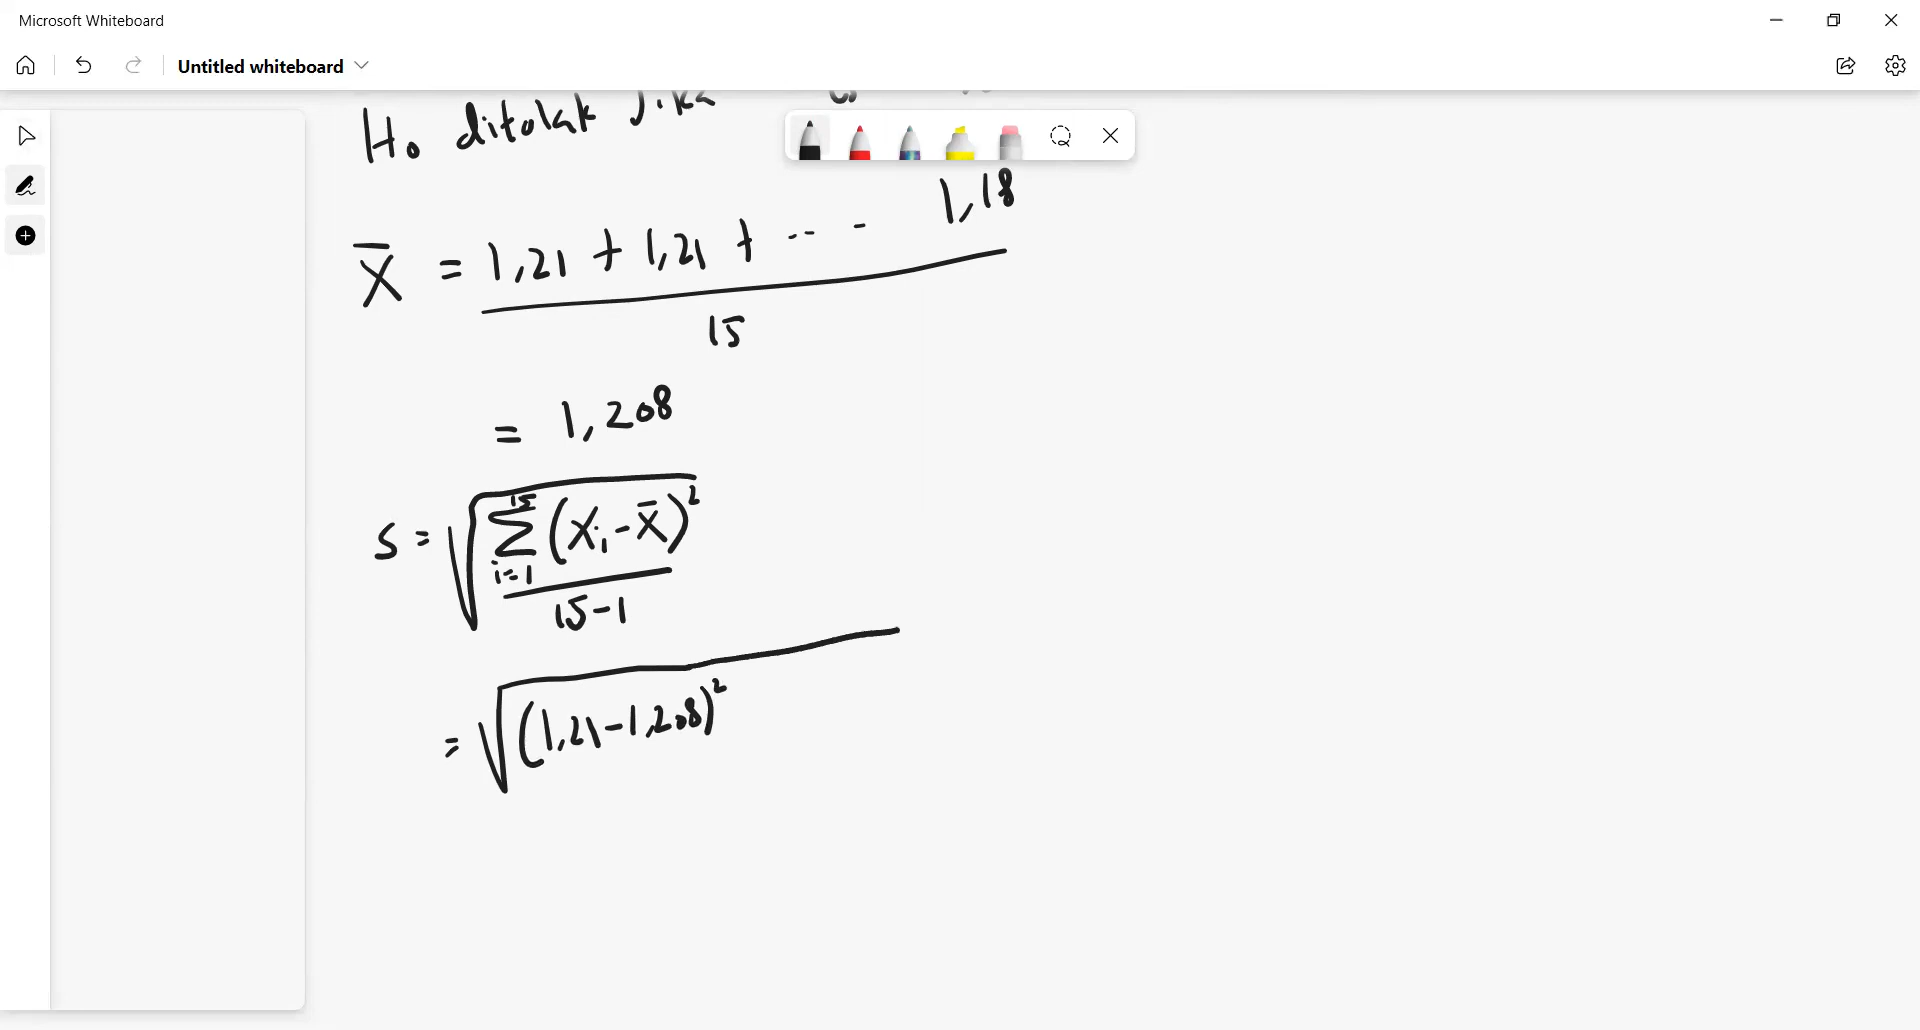 Microsoft Whiteboard
Untitled whiteboard
H₀ ditolak jika
X̄ = 1,21 + 1,21 + ... - 1,18
15
= 1,208
s = √ 15 Σ i=1 (Xi - X̄)²
15-1
= √ (1,21-1,208)²